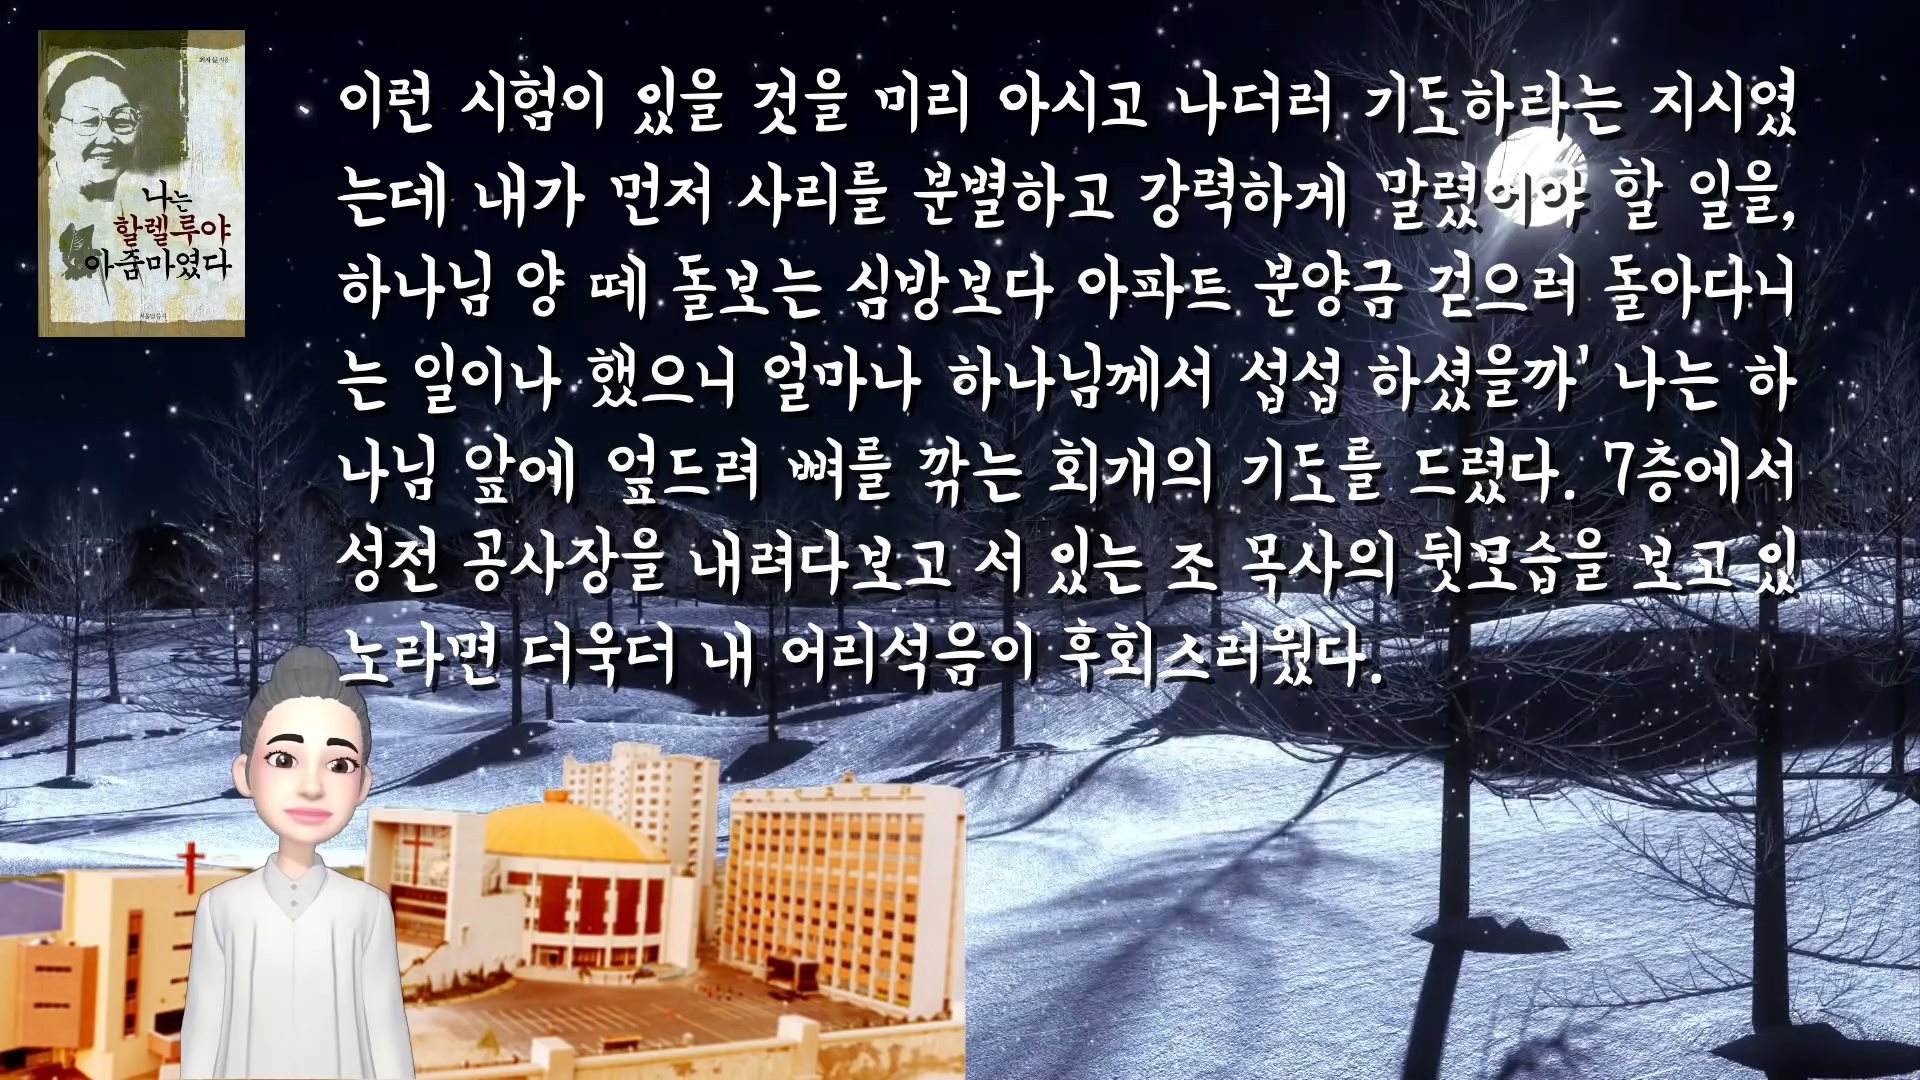 나는
할렐루야
아줌마였다
이런 시험이 있을 것을 미리 아시고 나더러 기도하라는 지시였
는데 내가 먼저 사리를 분별하고 강력하게 말렸어야 할 일을,
하나님 양 떼 돌보는 심방보다 아파트 분양금 걷으러 돌아다니
는 일이나 했으니 얼마나 하나님께서 섭섭 하셨을까' 나는 하
나님 앞에 엎드려 뼈를 깎는 회개의 기도를 드렸다. 7층에서
성전 공사장을 내려다보고 서 있는 조 목사의 뒷모습을 보고 있
노라면 더욱더 내 어리석음이 후회스러웠다.